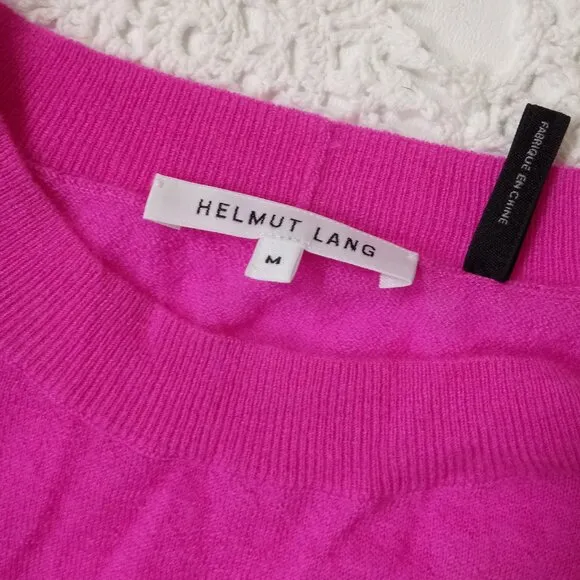 HELMUT LANG
M
FABRIQUÉ EN CHINE